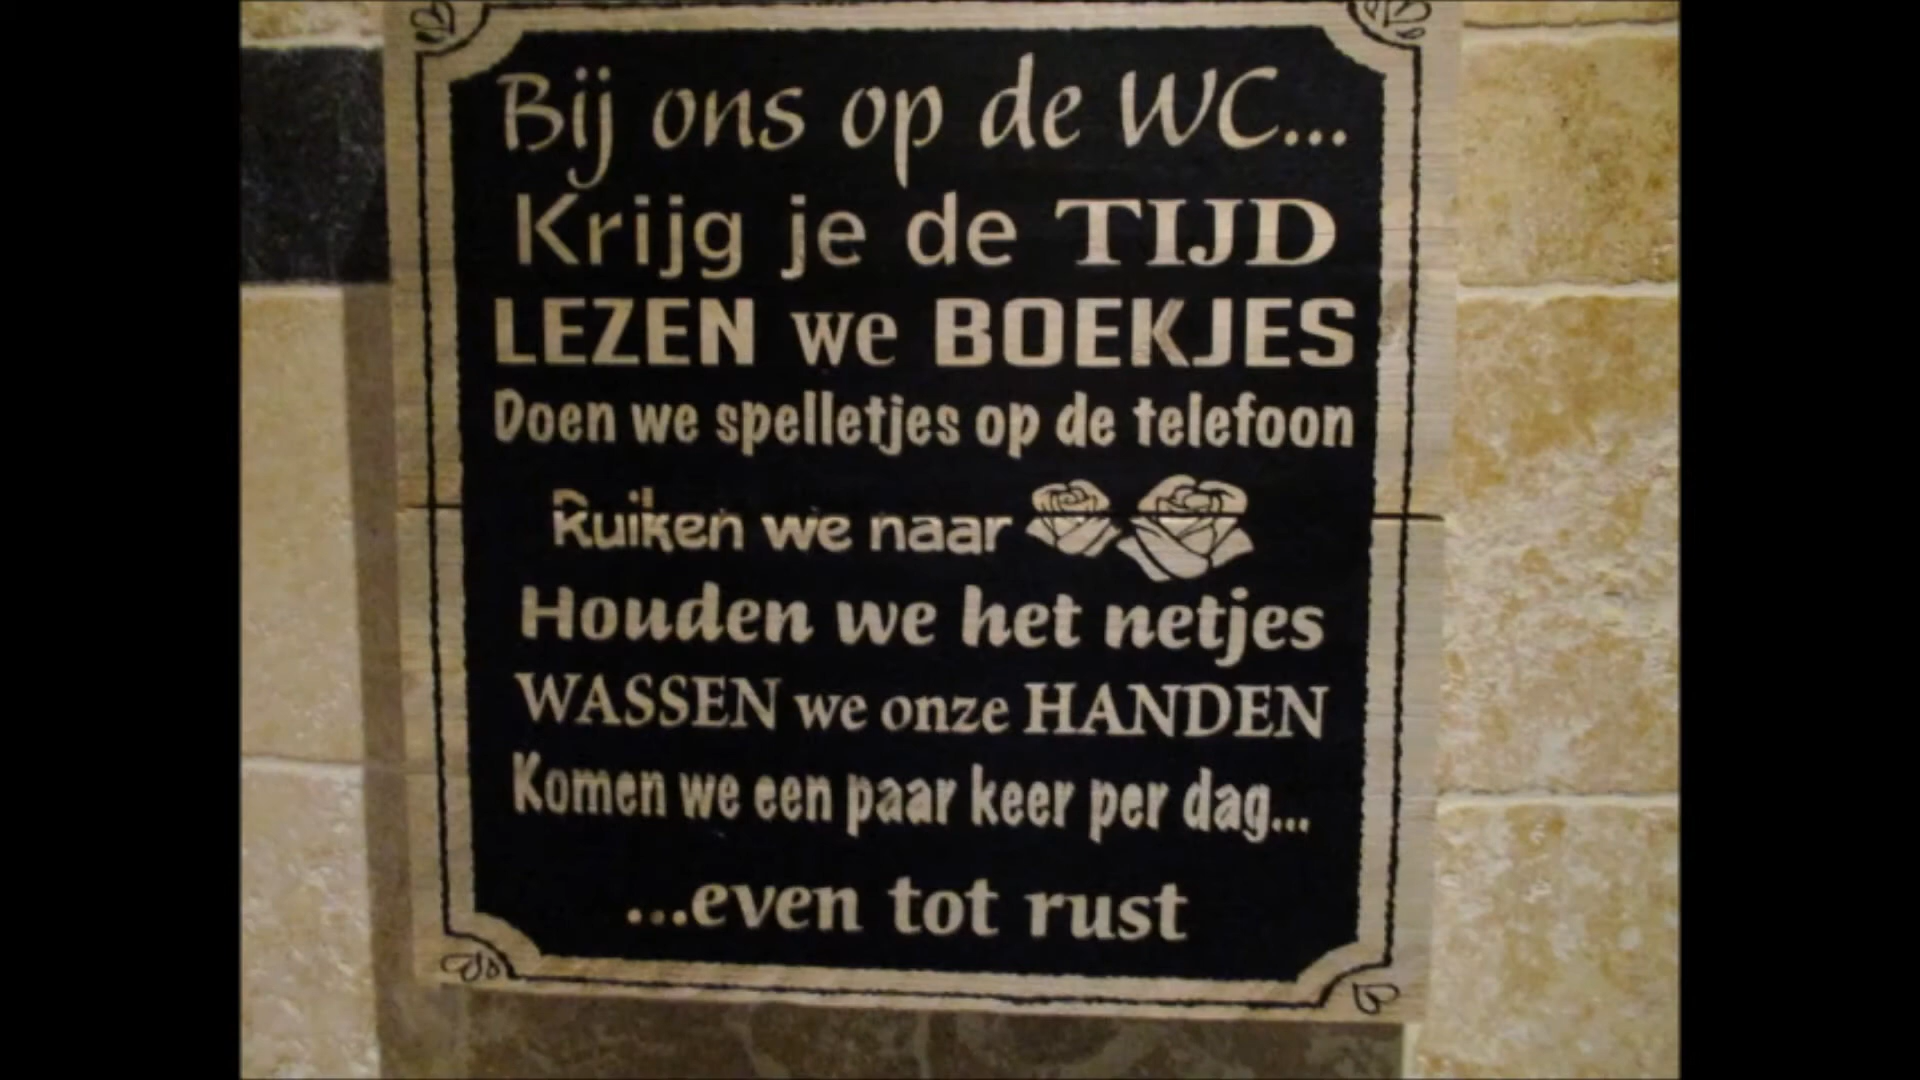 Bij ons op de WC...
Krijg je de TIJD
LEZEN we BOEKJES
Doen we spelletjes op de telefoon
Ruiken we naar
Houden we het netjes
WASSEN we onze HANDEN
Komen we een paar keer per dag...
...even tot rust